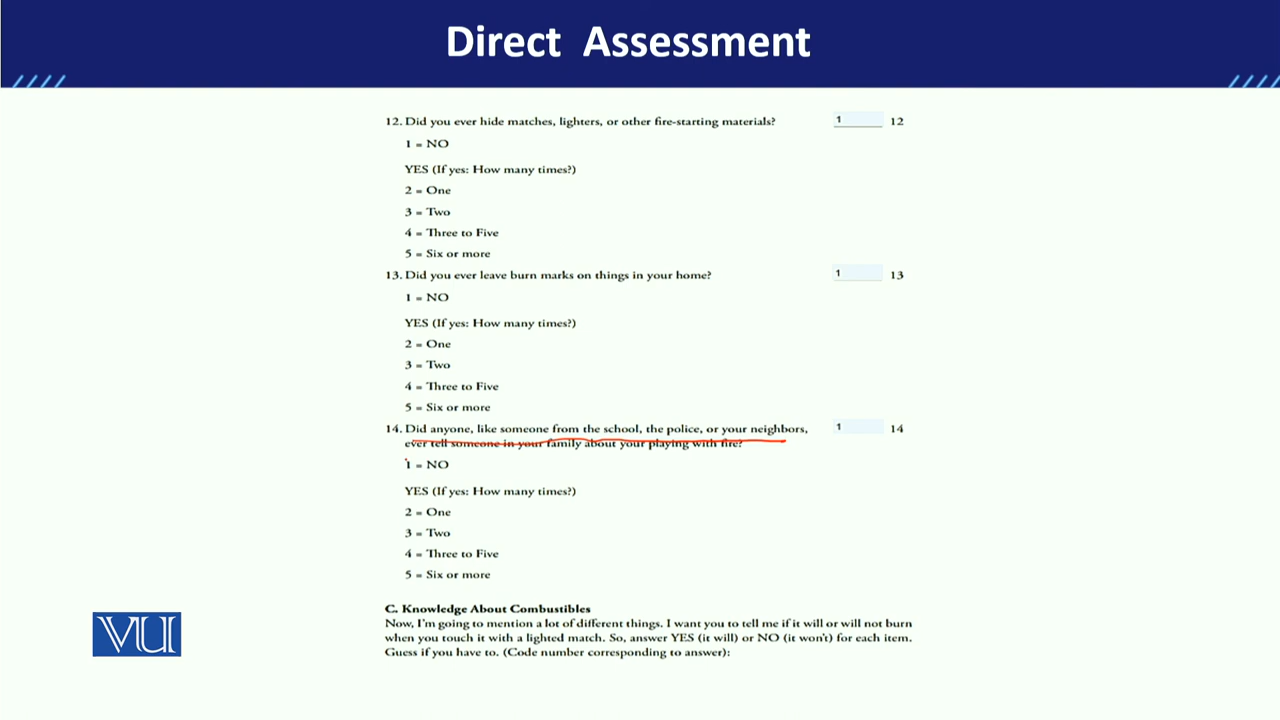 Direct Assessment
12. Did you ever hide matches, lighters, or other fire-starting materials? 1 12
1 = NO
YES (If yes: How many times?)
2 = One
3 = Two
4 = Three to Five
5 = Six or more
13. Did you ever leave burn marks on things in your home? 1 13
1 = NO
YES (If yes: How many times?)
2 = One
3 = Two
4 = Three to Five
5 = Six or more
14. Did anyone, like someone from the school, the police, or your neighbors, 1 14
ever tell someone in your family about your playing with fire?
1 = NO
YES (If yes: How many times?)
2 = One
3 = Two
4 = Three to Five
5 = Six or more
C. Knowledge About Combustibles
Now, I'm going to mention a lot of different things. I want you to tell me if it will or will not burn
when you touch it with a lighted match. So, answer YES (it will) or NO (it won't) for each item.
Guess if you have to. (Code number corresponding to answer):
VU